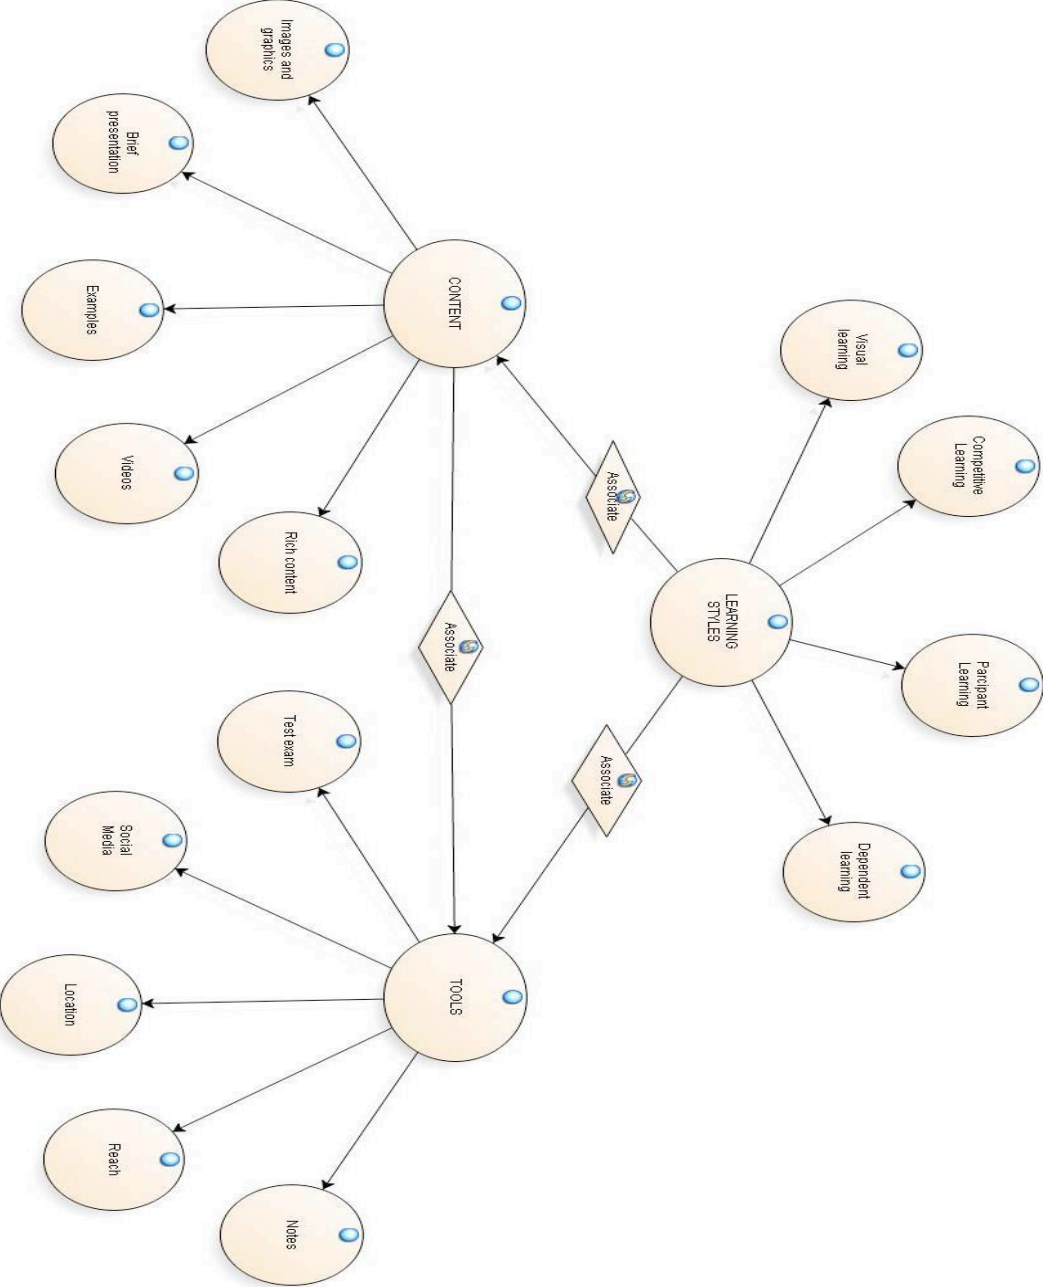 Competitive
Learning
Parcipant
Learning
Visual
learning
Dependent
learning
LEARNING
STYLES
Associate
Associate
CONTENT
Associate
TOOLS
Images and
graphics
Rich content
Test exam
Notes
Brief
presentation
Videos
Social
Media
Reach
Examples
Location